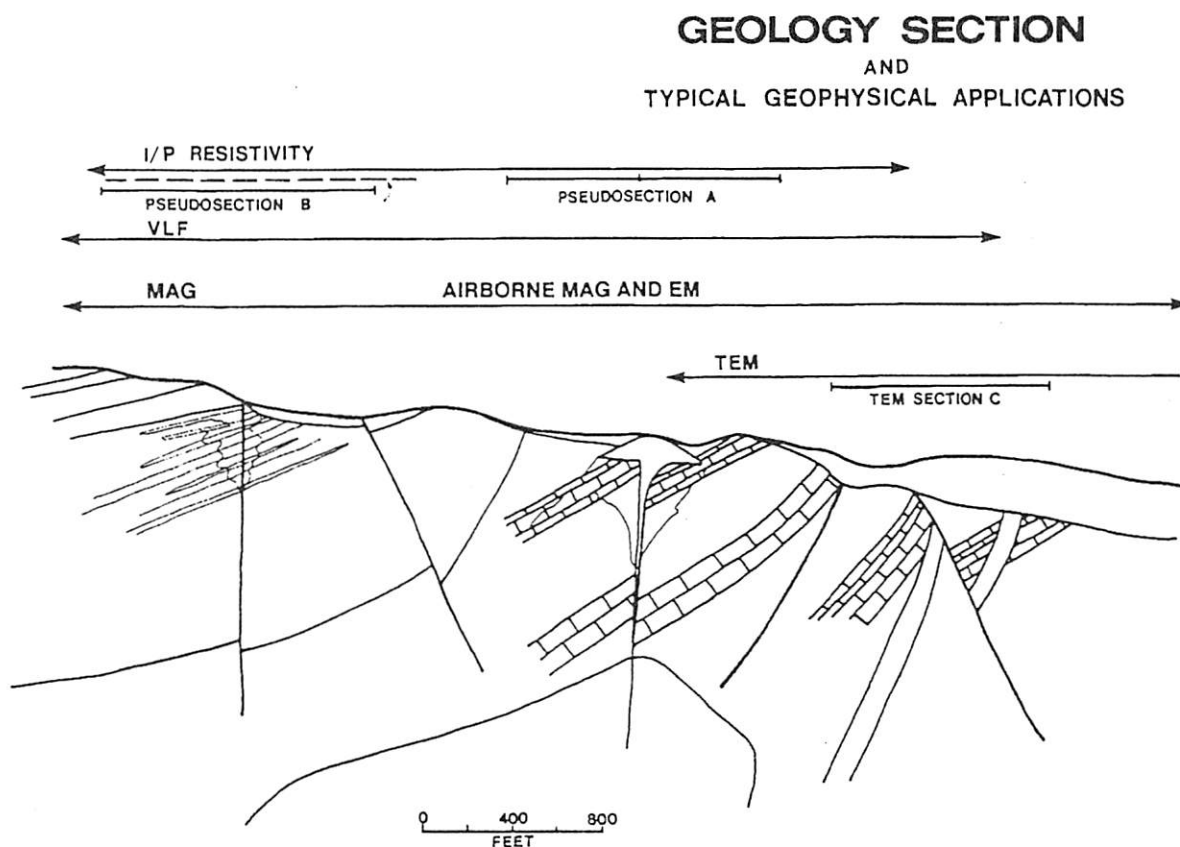 GEOLOGY SECTION
AND
TYPICAL GEOPHYSICAL APPLICATIONS
I/P RESISTIVITY
PSEUDOSECTION B
PSEUDOSECTION A
VLF
MAG AIRBORNE MAG AND EM
TEM
TEM SECTION C
0 400 800
FEET